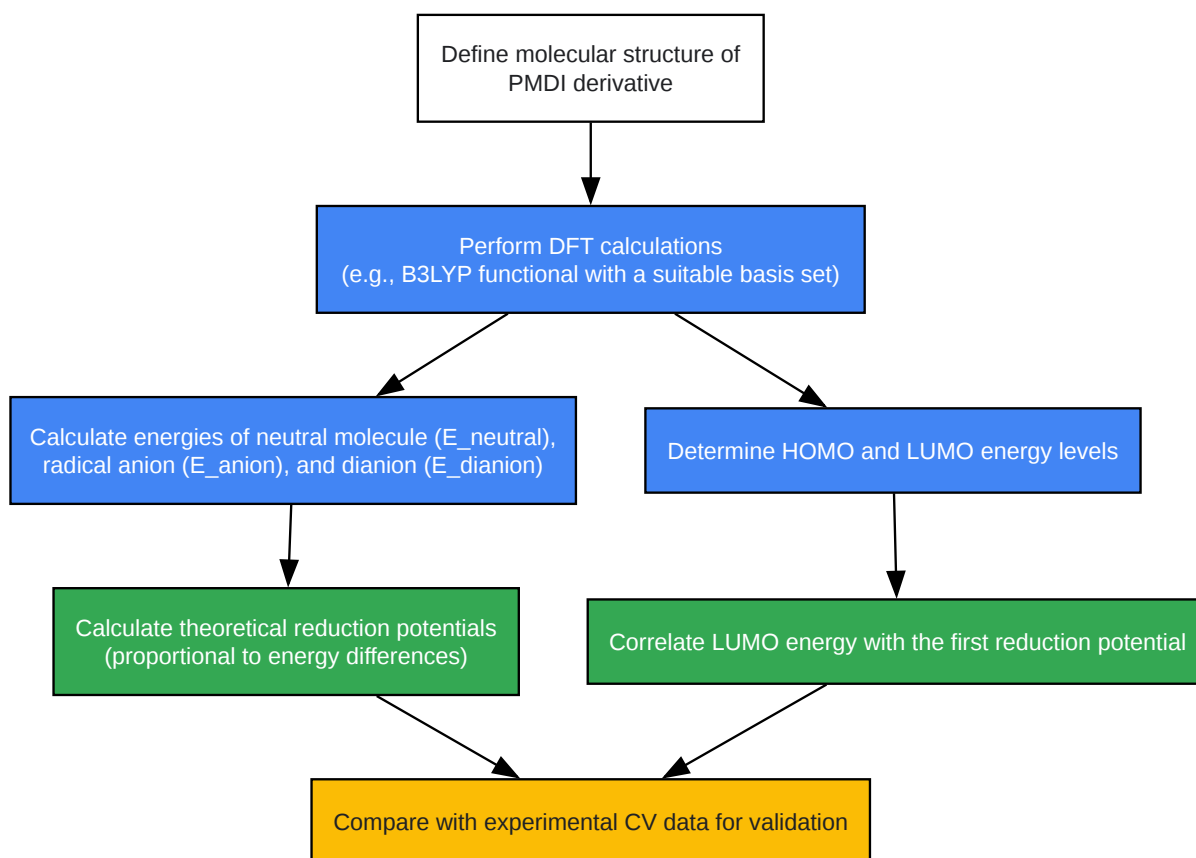 Define molecular structure of
PMDI derivative
Perform DFT calculations
(e.g., B3LYP functional with a suitable basis set)
Calculate energies of neutral molecule (E_neutral),
radical anion (E_anion), and dianion (E_dianion)
Determine HOMO and LUMO energy levels
Calculate theoretical reduction potentials
(proportional to energy differences)
Correlate LUMO energy with the first reduction potential
Compare with experimental CV data for validation